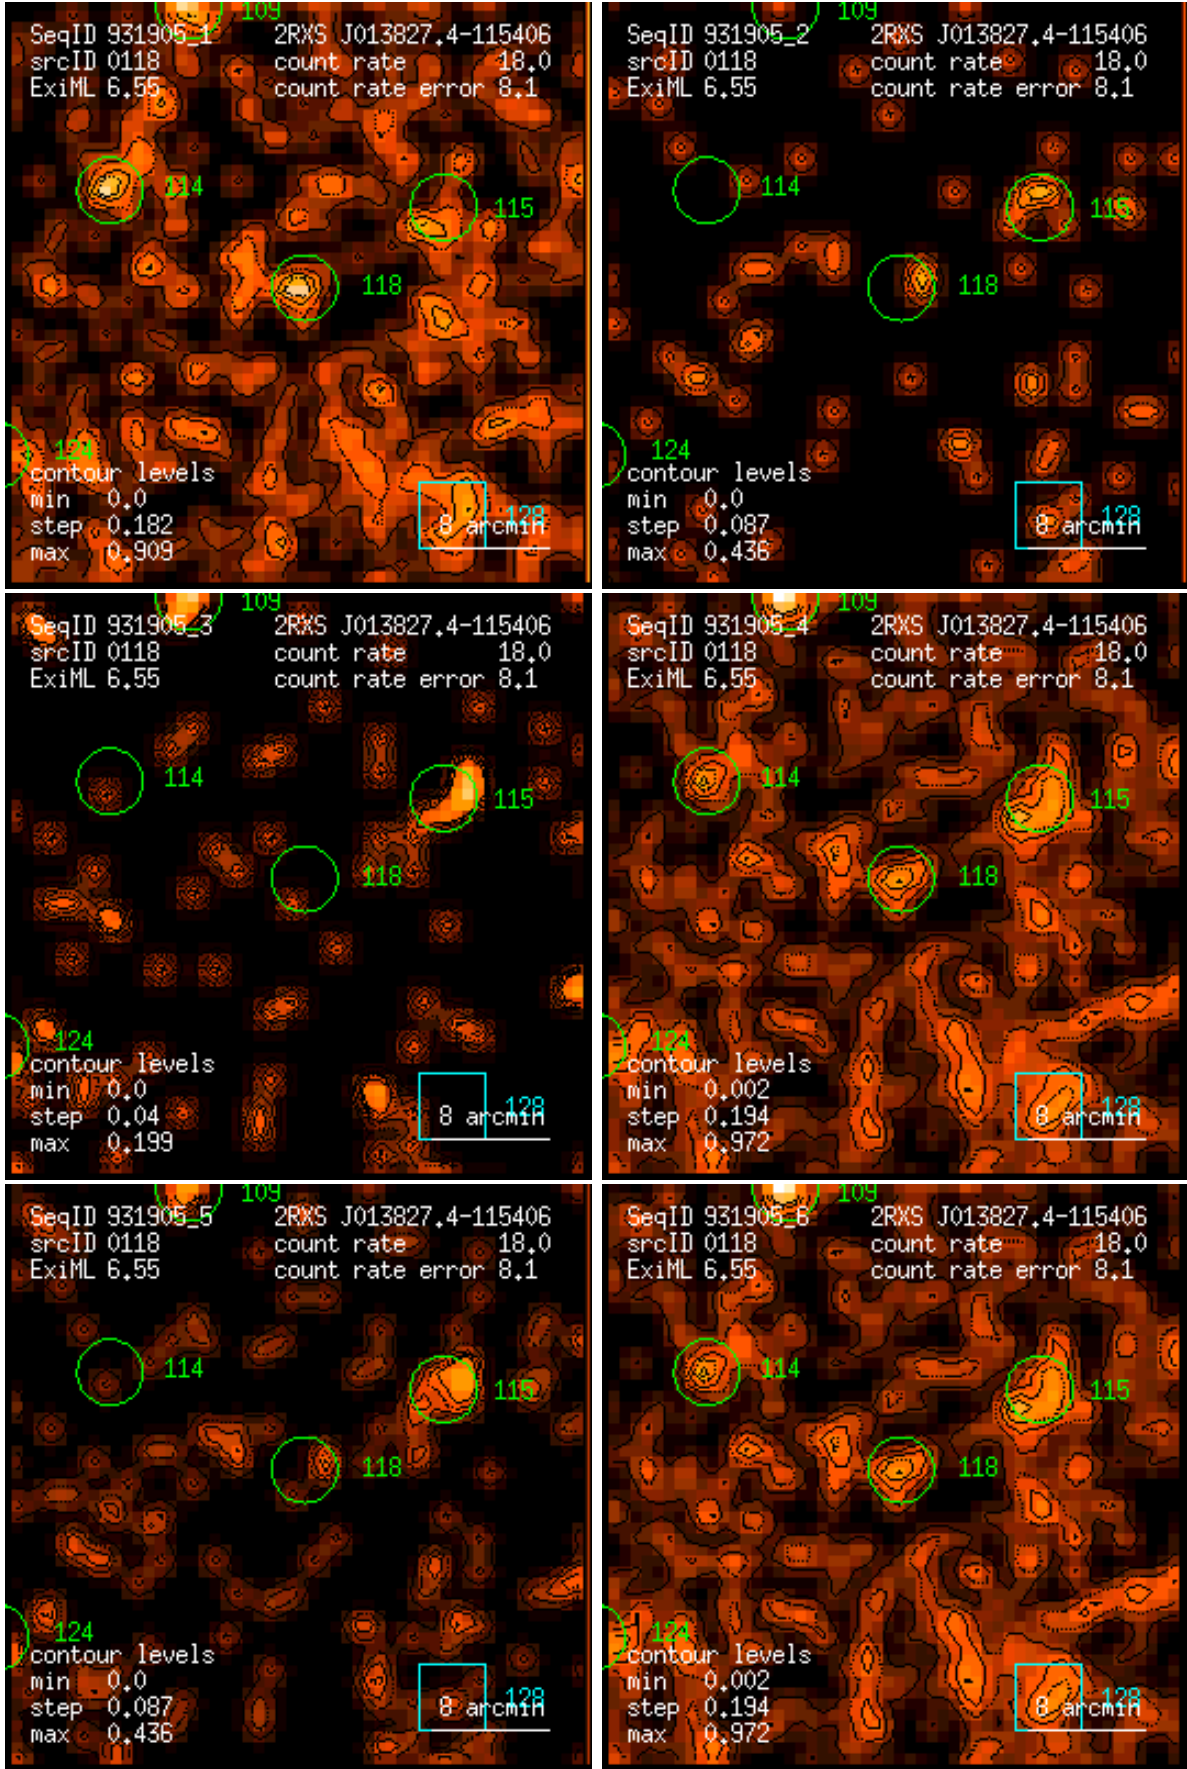 109
SeqID 931905_1 2RXS J013827.4-115406
srcID 0118 count rate 18.0
ExiML 6.55 count rate error 8.1
114
115
118
124
contour levels
min 0.0
step 0.182
max 0.909
128
8 arcmin
109
SeqID 931905_2 2RXS J013827.4-115406
srcID 0118 count rate 18.0
ExiML 6.55 count rate error 8.1
114
115
118
124
contour levels
min 0.0
step 0.087
max 0.436
128
8 arcmin
109
SeqID 931905_3 2RXS J013827.4-115406
srcID 0118 count rate 18.0
ExiML 6.55 count rate error 8.1
114
115
118
124
contour levels
min 0.0
step 0.04
max 0.199
128
8 arcmin
109
SeqID 931905_4 2RXS J013827.4-115406
srcID 0118 count rate 18.0
ExiML 6.55 count rate error 8.1
114
115
118
124
contour levels
min 0.002
step 0.194
max 0.972
128
8 arcmin
109
SeqID 931905_5 2RXS J013827.4-115406
srcID 0118 count rate 18.0
ExiML 6.55 count rate error 8.1
114
115
118
124
contour levels
min 0.0
step 0.087
max 0.436
128
8 arcmin
109
SeqID 931905_6 2RXS J013827.4-115406
srcID 0118 count rate 18.0
ExiML 6.55 count rate error 8.1
114
115
118
124
contour levels
min 0.002
step 0.194
max 0.972
128
8 arcmin